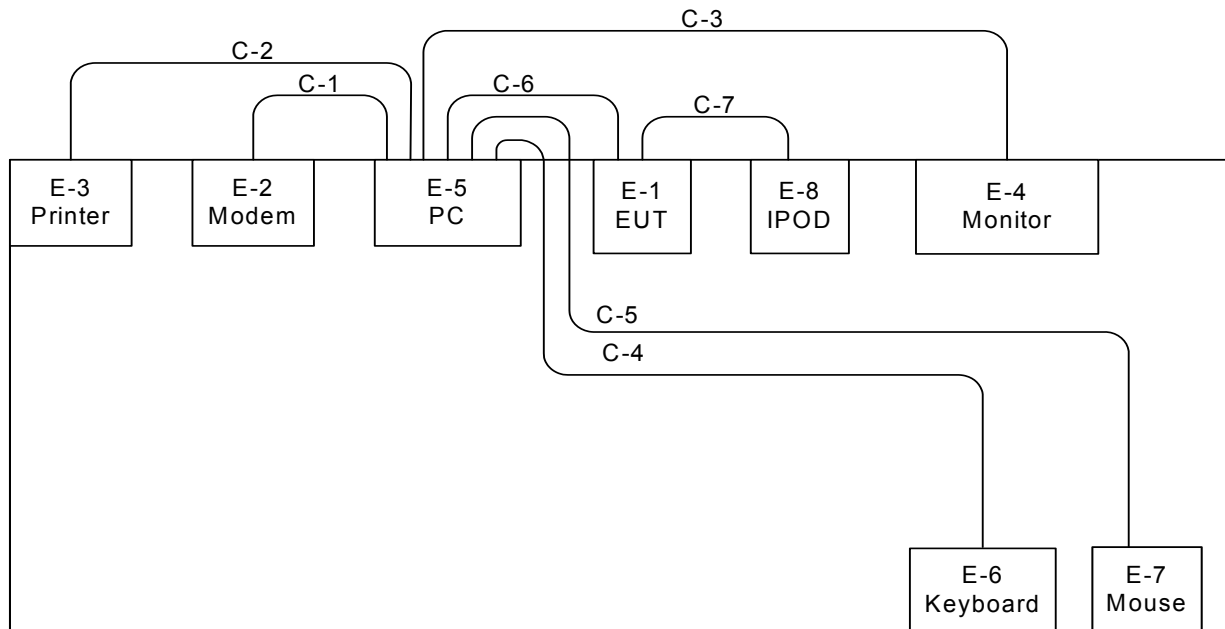 C-3
C-2
C-1
C-6
C-7
E-3
Printer
E-2
Modem
E-5
PC
E-1
EUT
E-8
IPOD
E-4
Monitor
C-5
C-4
E-6
Keyboard
E-7
Mouse